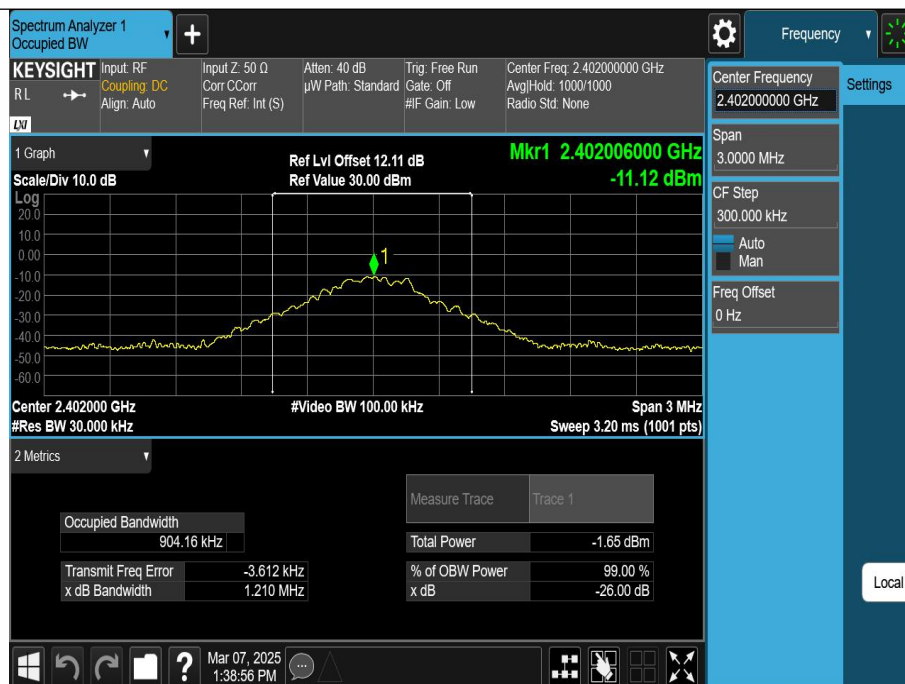 Spectrum Analyzer 1
Occupied BW
+
Frequency
KEYSIGHT
RL
LXI
Input: RF
Coupling: DC
Align: Auto
Input Z: 50 Ω
Corr CCorr
Freq Ref: Int (S)
Atten: 40 dB
µW Path: Standard
Trig: Free Run
Gate: Off
#IF Gain: Low
Center Freq: 2.402000000 GHz
Avg|Hold: 1000/1000
Radio Std: None
Center Frequency
2.402000000 GHz
Settings
Span
3.0000 MHz
CF Step
300.000 kHz
Auto
Man
Freq Offset
0 Hz
Local
1 Graph
Scale/Div 10.0 dB
Ref Lvl Offset 12.11 dB
Ref Value 30.00 dBm
Mkr1 2.402006000 GHz
-11.12 dBm
Log
20.0
10.0
0.00
-10.0
-20.0
-30.0
-40.0
-50.0
-60.0
1
Center 2.402000 GHz
#Res BW 30.000 kHz
#Video BW 100.00 kHz
Span 3 MHz
Sweep 3.20 ms (1001 pts)
2 Metrics
Measure Trace Trace 1
Occupied Bandwidth
904.16 kHz
Total Power -1.65 dBm
Transmit Freq Error -3.612 kHz
% of OBW Power 99.00 %
x dB Bandwidth 1.210 MHz
x dB -26.00 dB
?
Mar 07, 2025
1:38:56 PM